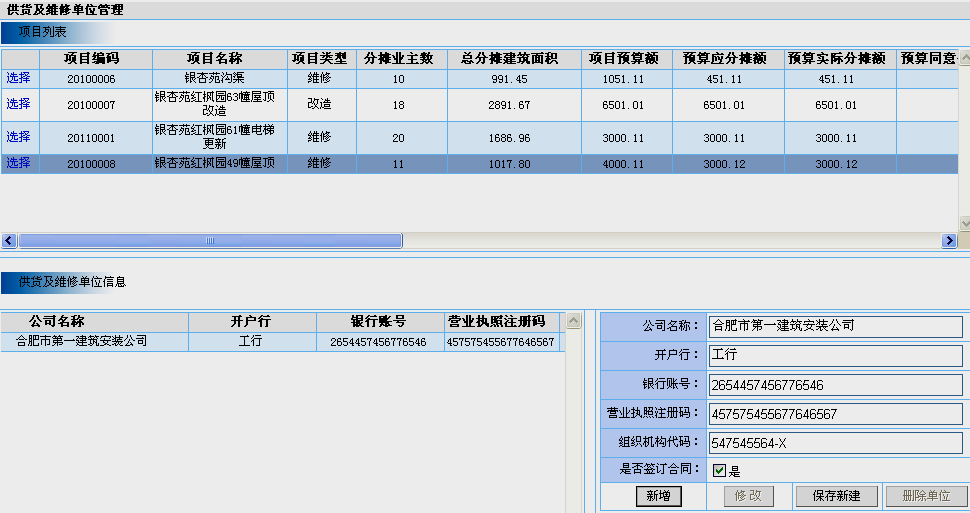 供货及维修单位管理
项目列表
项目编码 项目名称 项目类型 分摊业主数 总分摊建筑面积 项目预算额 预算应分摊额 预算实际分摊额 预算同意
选择 20100006 银杏苑沟渠 维修 10 991.45 1051.11 451.11 451.11
选择 20100007 银杏苑红枫园63幢屋顶改造 改造 18 2891.67 6501.01 6501.01 6501.01
选择 20110001 银杏苑红枫园61幢电梯更新 维修 20 1686.96 3000.11 3000.11 3000.11
选择 20100008 银杏苑红枫园49幢屋顶 维修 11 1017.80 4000.11 3000.12 3000.12
供货及维修单位信息
公司名称 开户行 银行账号 营业执照注册码
合肥市第一建筑安装公司 工行 2654457456776546 457575455677646567
公司名称： 合肥市第一建筑安装公司
开户行： 工行
银行账号： 2654457456776546
营业执照注册码： 457575455677646567
组织机构代码： 547545564-X
是否签订合同： 是
新增 修改 保存新建 删除单位